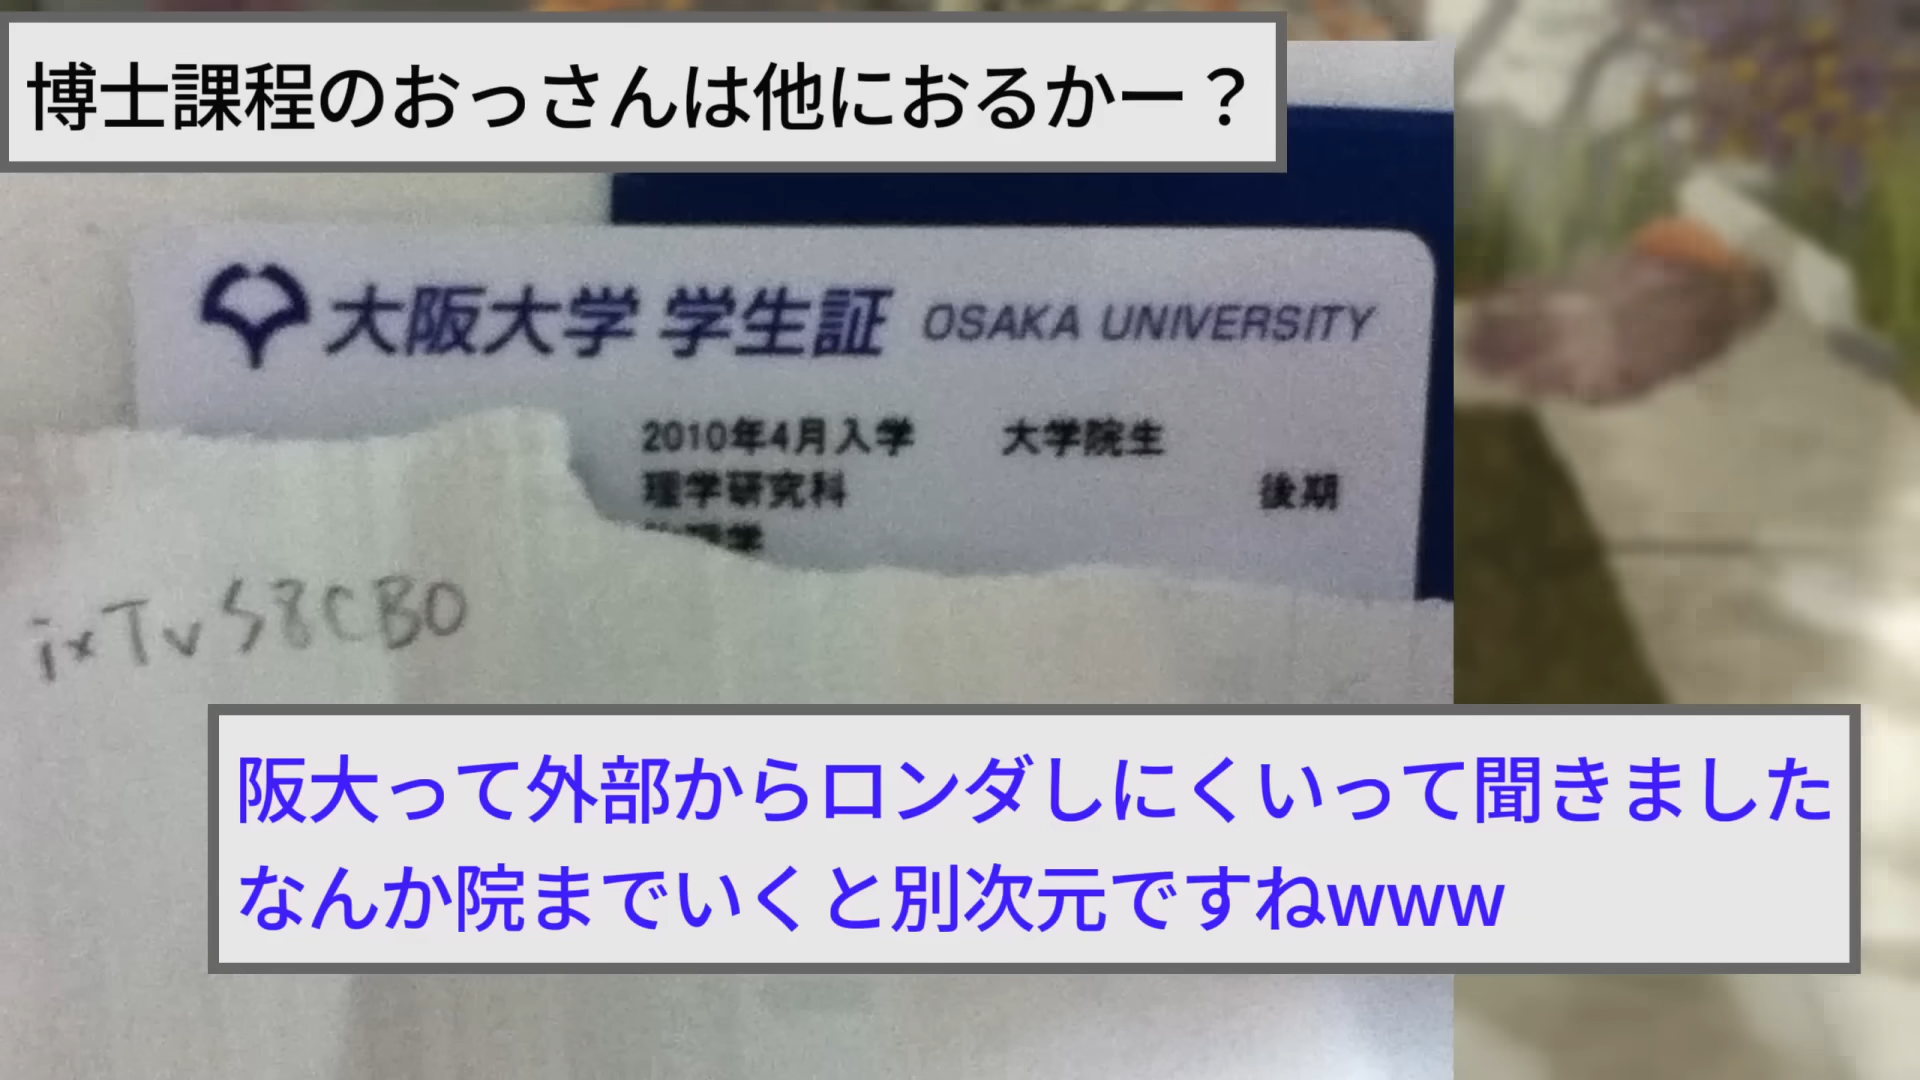 博士課程のおっさんは他におるかー？
大阪大学 学生証 OSAKA UNIVERSITY
2010年4月入学 大学院生
理学研究科 後期
理学
ixTvS8CB0
阪大って外部からロンダしにくいって聞きました
なんか院までいくと別次元ですねwww